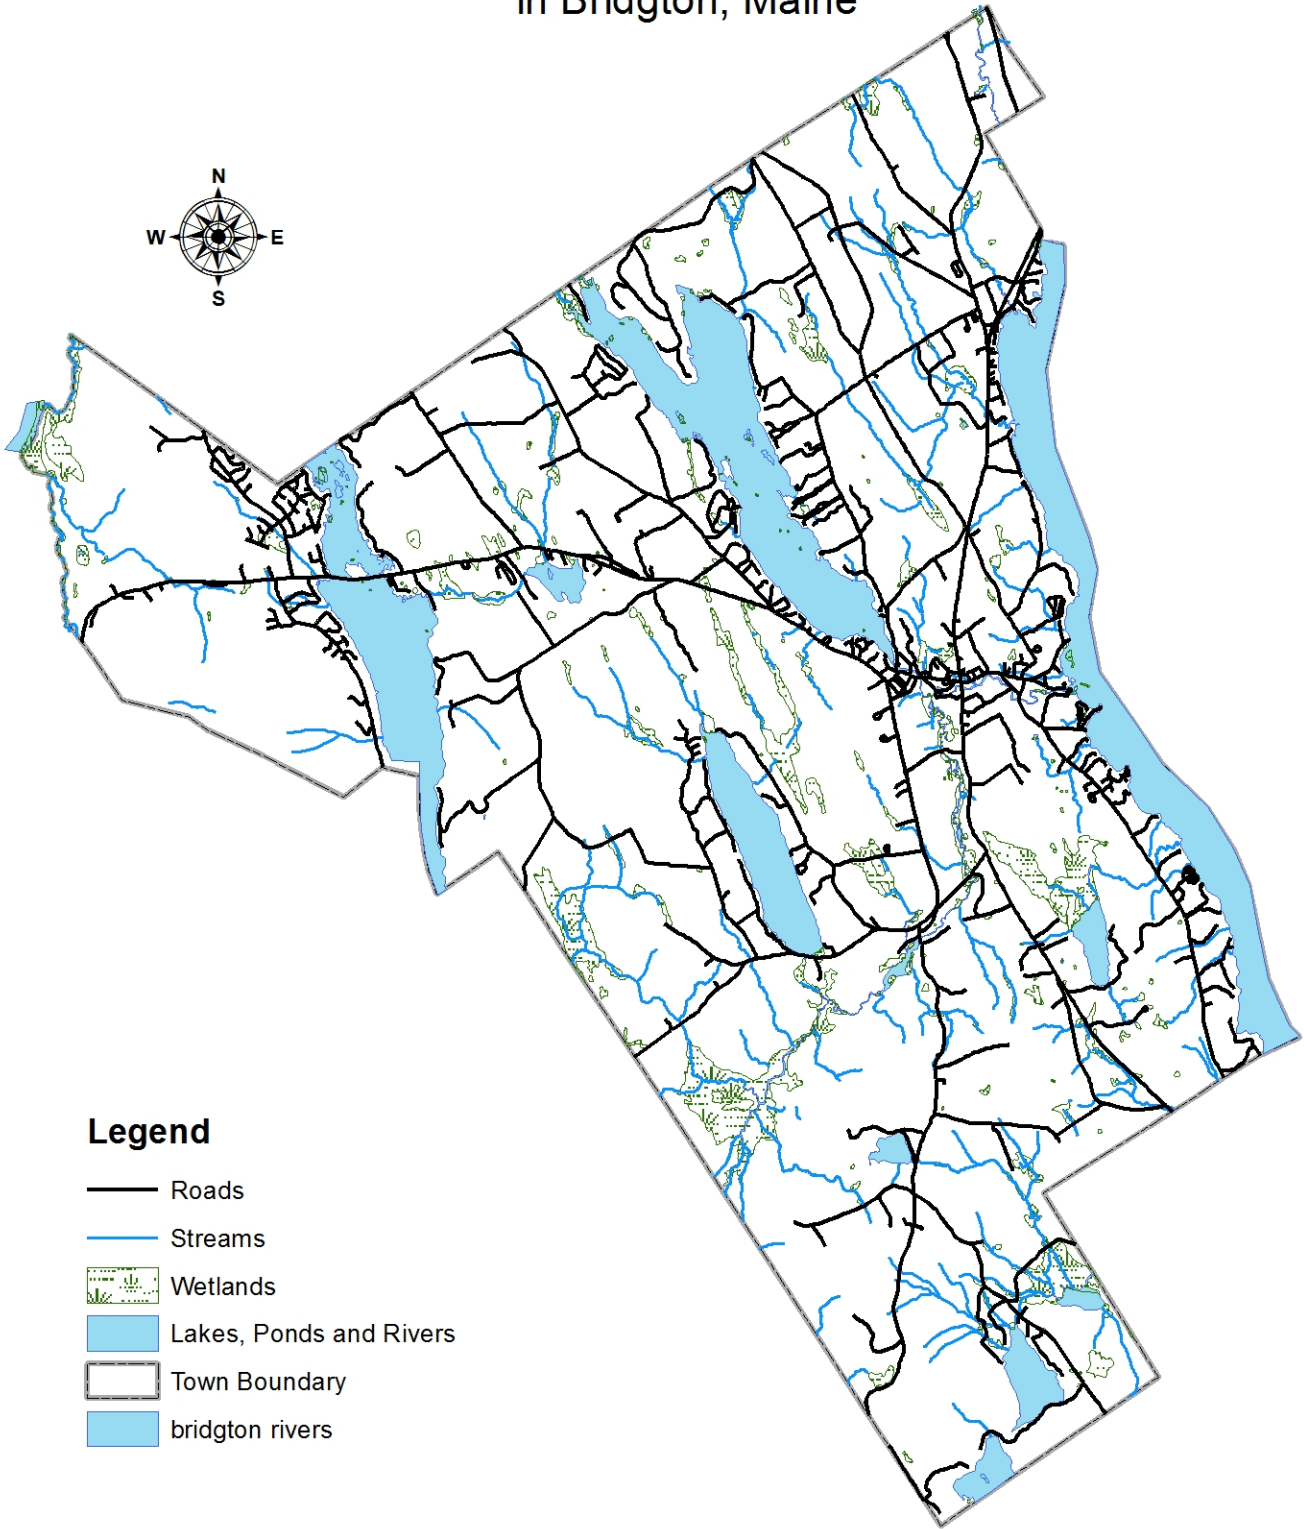 in Bridgton, Maine
N
W E
S
Legend
Roads
Streams
Wetlands
Lakes, Ponds and Rivers
Town Boundary
bridgton rivers